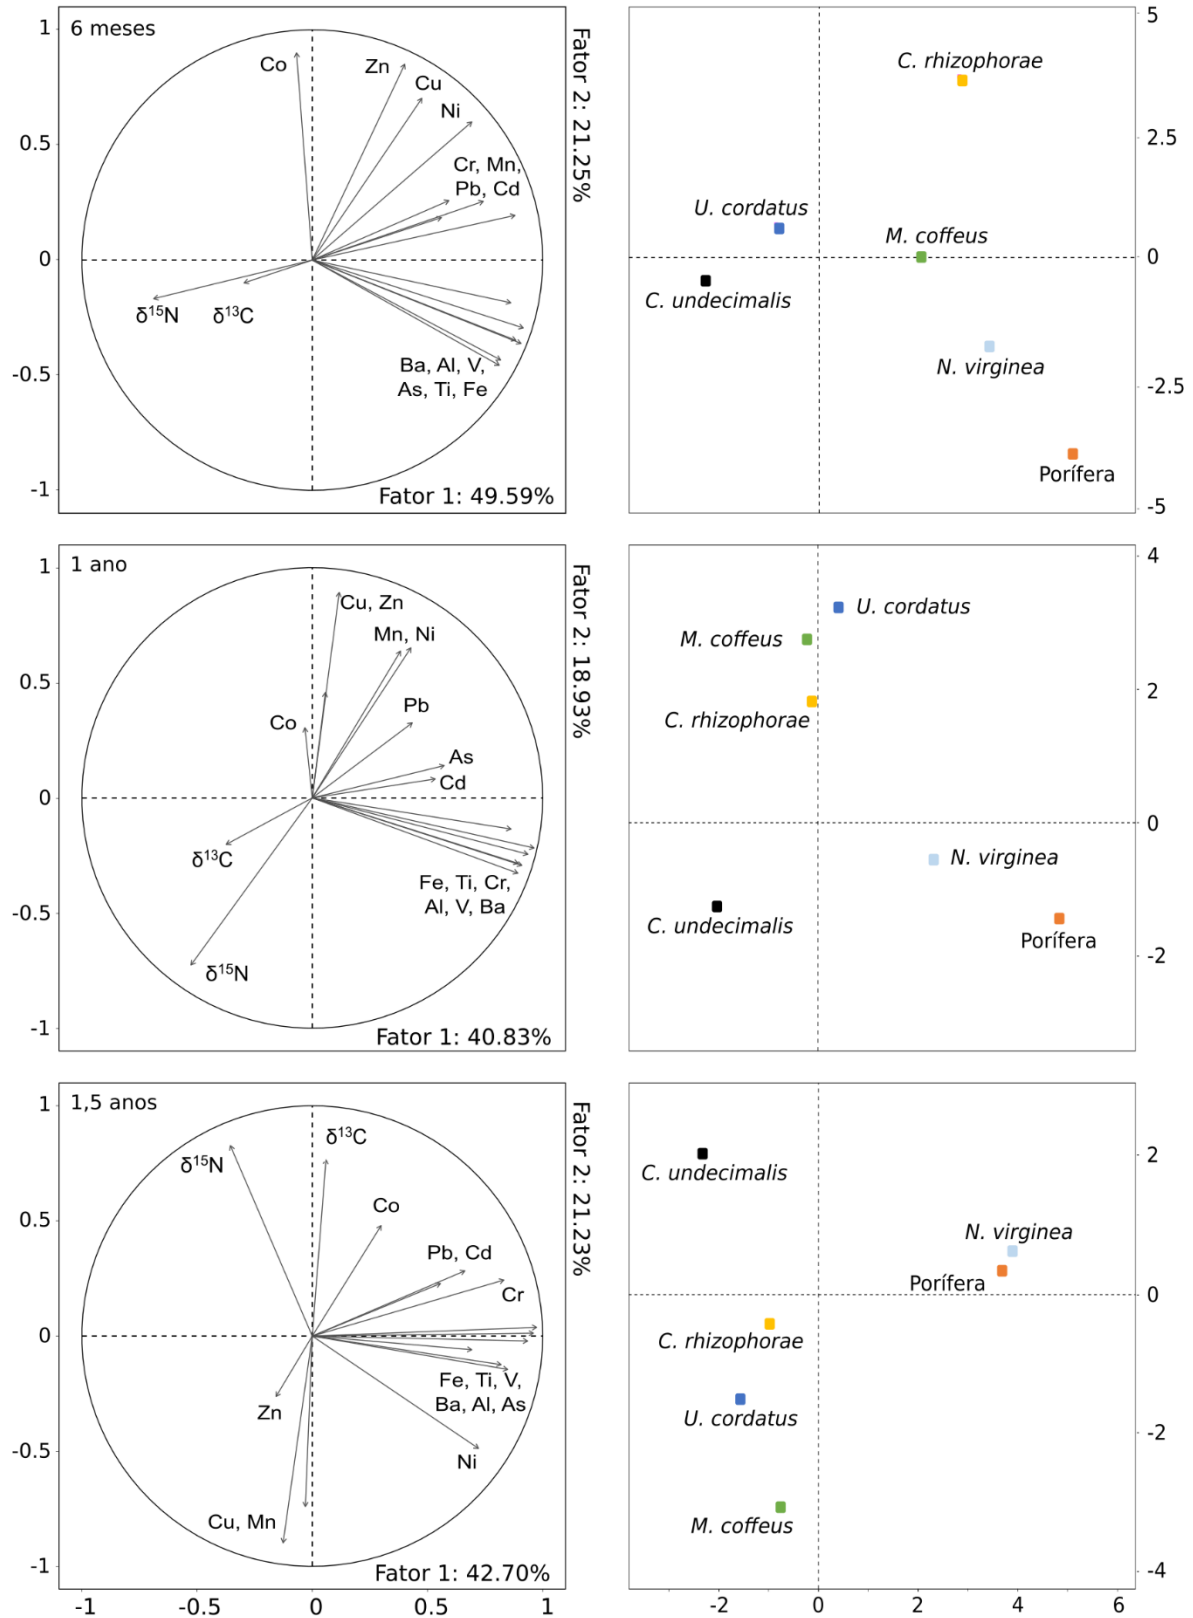 6 meses
1
0.5
0
-0.5
-1
Co
Zn
Cu
Ni
Cr, Mn,
Pb, Cd
δ15N
δ13C
Ba, Al, V,
As, Ti, Fe
Fator 1: 49.59%
Fator 2: 21.25%
C. rhizophorae
U. cordatus
M. coffeus
C. undecimalis
N. virginea
Porífera
5
2.5
0
-2.5
-5
1 ano
1
0.5
0
-0.5
-1
Cu, Zn
Mn, Ni
Pb
Co
As
Cd
δ13C
Fe, Ti, Cr,
Al, V, Ba
δ15N
Fator 1: 40.83%
Fator 2: 18.93%
U. cordatus
M. coffeus
C. rhizophorae
N. virginea
C. undecimalis
Porífera
4
2
0
-2
1,5 anos
1
0.5
0
-0.5
-1
δ13C
δ15N
Co
Pb, Cd
Cr
Fe, Ti, V,
Ba, Al, As
Zn
Ni
Cu, Mn
Fator 1: 42.70%
Fator 2: 21.23%
-1
-0.5
0
0.5
1
C. undecimalis
N. virginea
Porífera
C. rhizophorae
U. cordatus
M. coffeus
2
0
-2
-4
-2
0
2
4
6